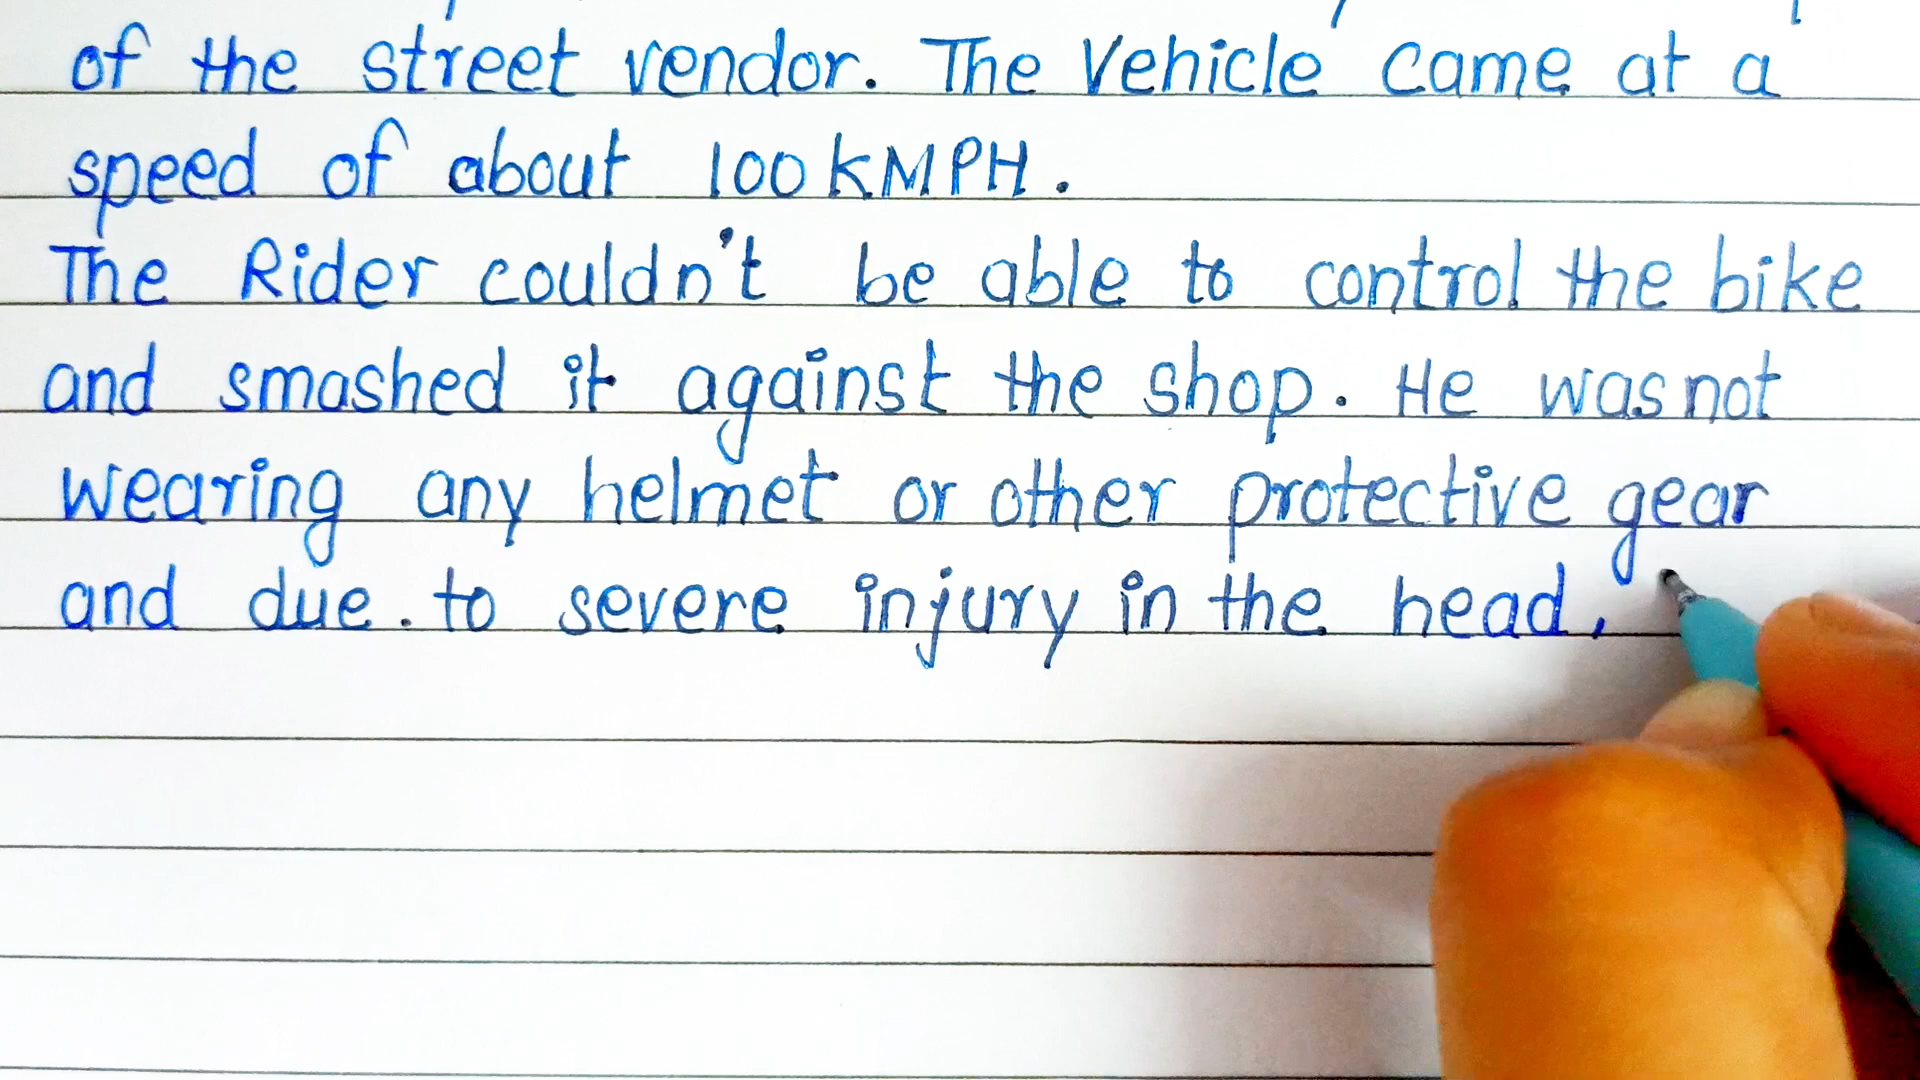 of the street vendor. The Vehicle came at a
speed of about 100 KMPH.
The Rider couldn't be able to control the bike
and smashed it against the shop. He was not
wearing any helmet or other protective gear
and due. to severe injury in the head,